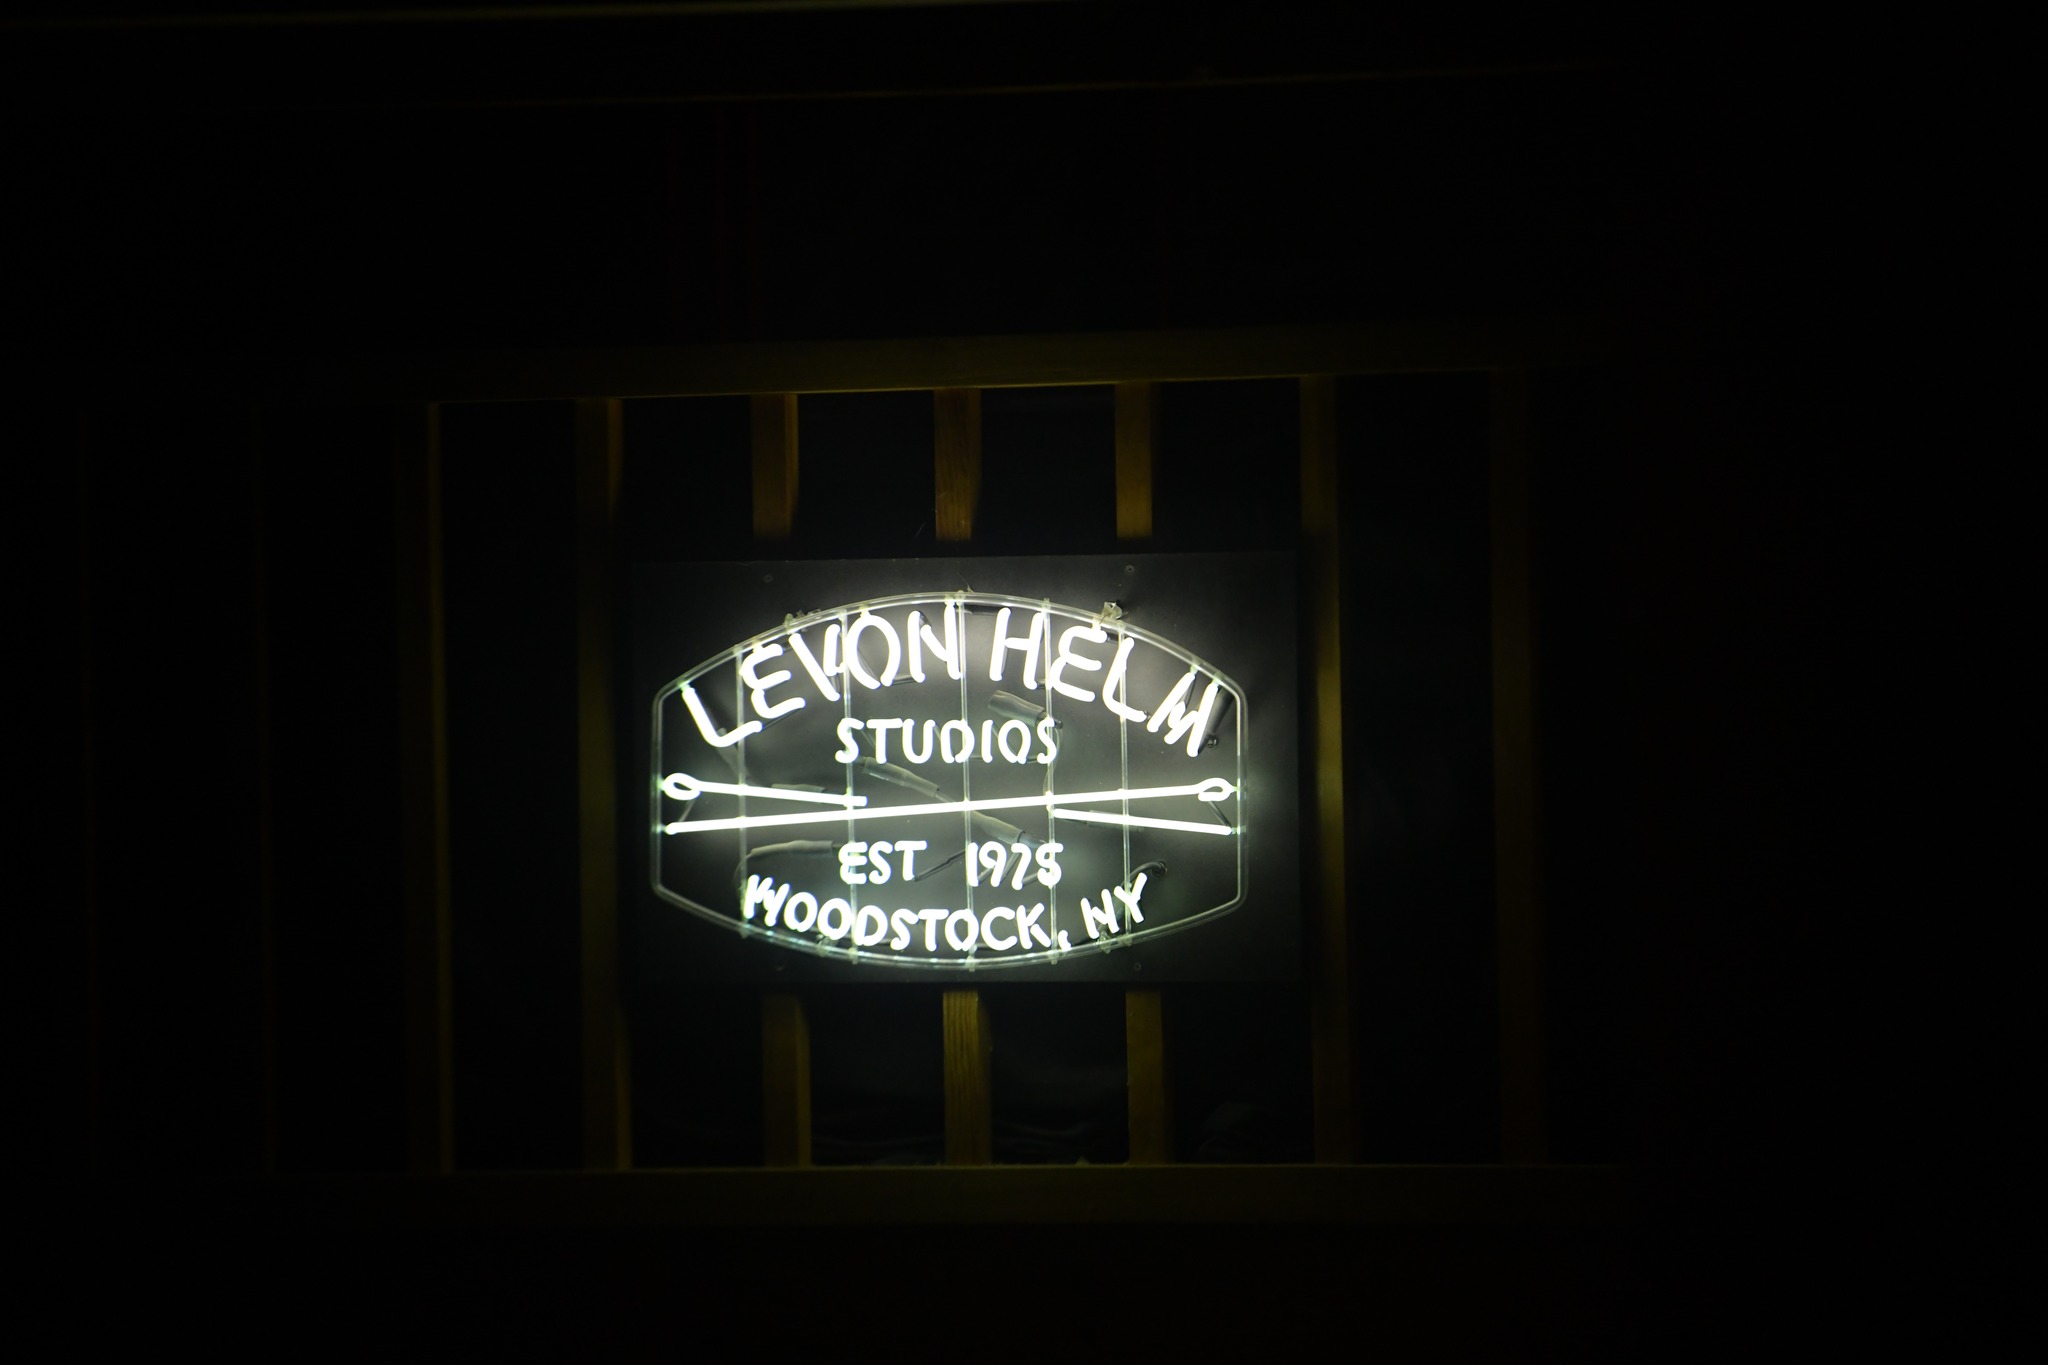 LEVON HELM
STUDIOS
EST 1975
WOODSTOCK, NY